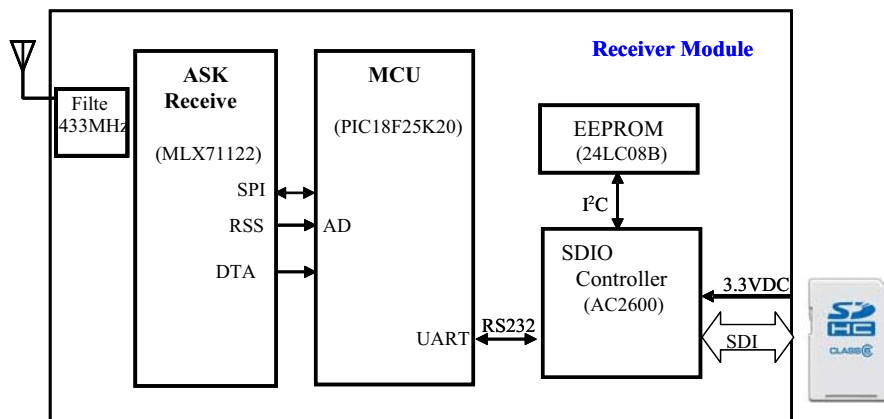 Receiver Module
Filte
433MHz
ASK
Receive
(MLX71122)
SPI
RSS
DTA
MCU
(PIC18F25K20)
AD
UART
RS232
EEPROM
(24LC08B)
I²C
SDIO
Controller
(AC2600)
3.3VDC
SDI
SD
HC
CLASS 6